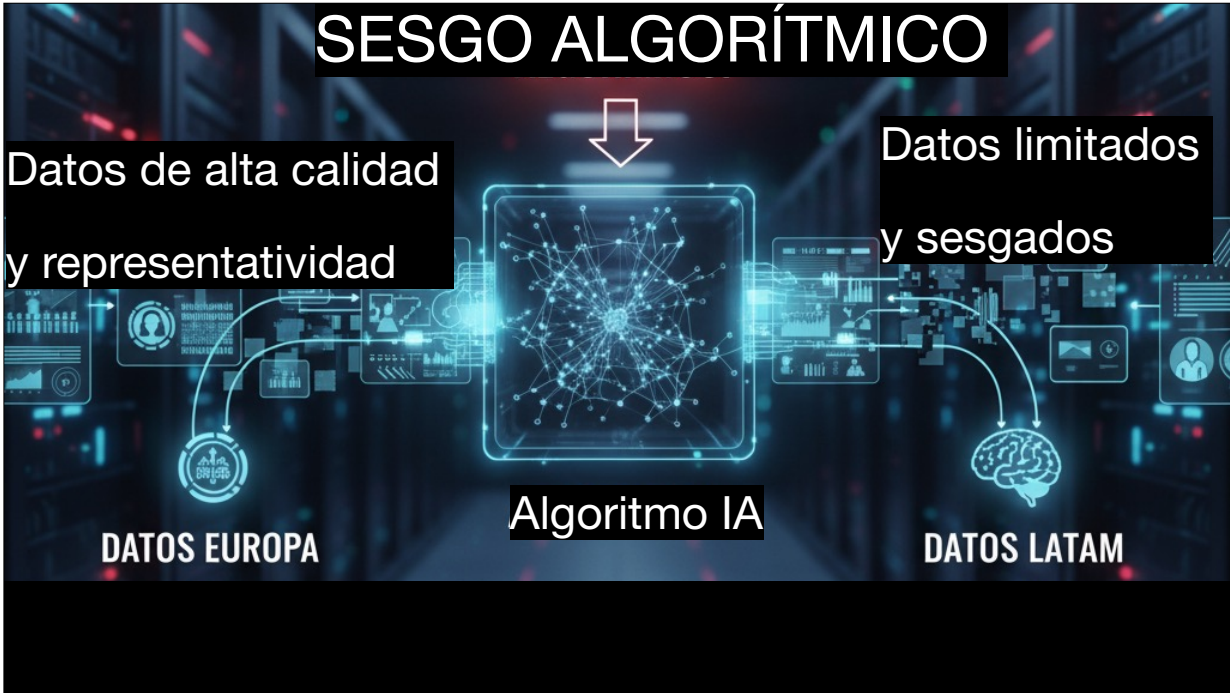 SESGO ALGORÍTMICO
Datos de alta calidad
y representatividad
Datos limitados
y sesgados
Algoritmo IA
DATOS EUROPA
DATOS LATAM